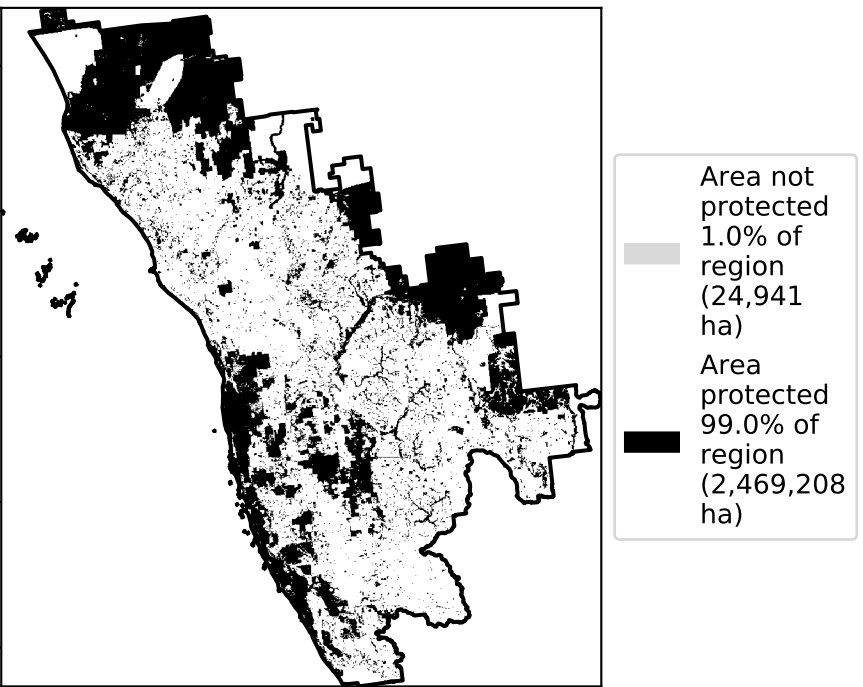 Area not
protected
1.0% of
region
(24,941
ha)
Area
protected
99.0% of
region
(2,469,208
ha)